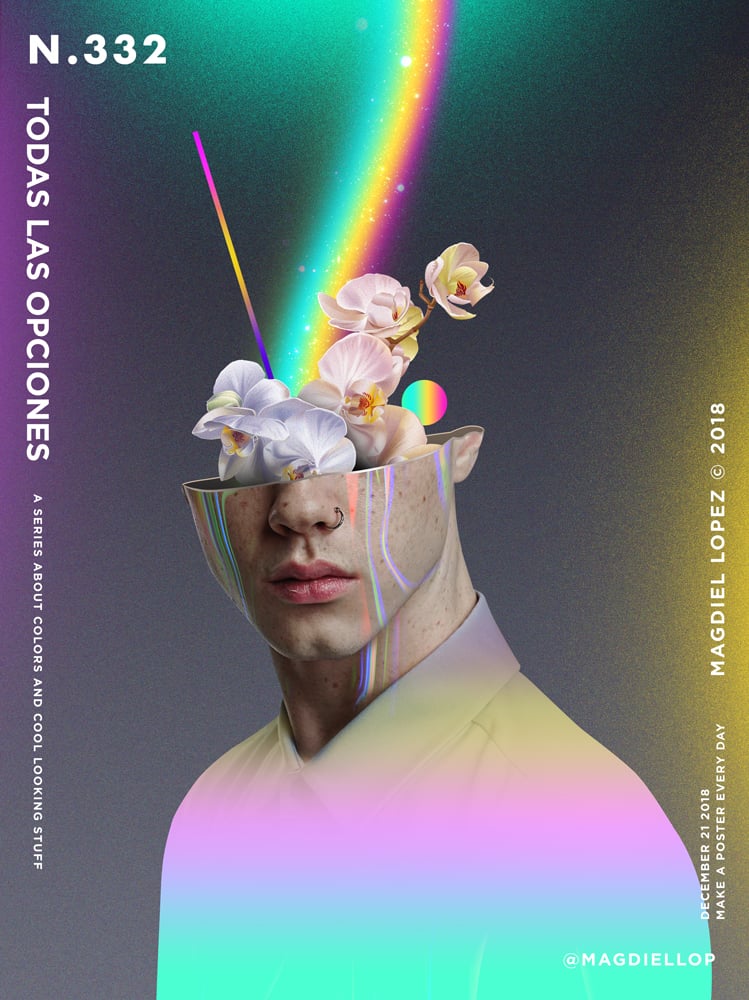 N.332
TODAS LAS OPCIONES
A SERIES ABOUT COLORS AND COOL LOOKING STUFF
MAGDIEL LOPEZ © 2018
DECEMBER 21 2018
MAKE A POSTER EVERY DAY
@MAGDIELLOP